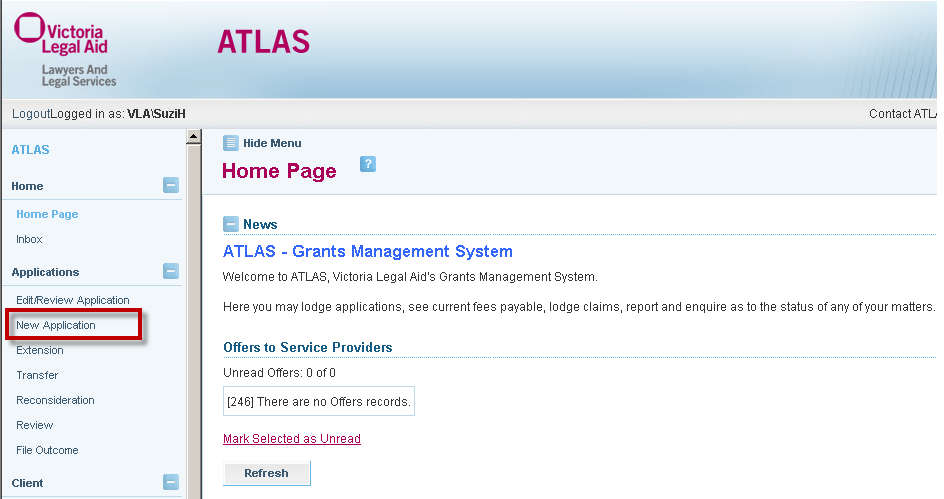 Victoria
Legal Aid
Lawyers And
Legal Services
ATLAS
LogoutLogged in as: VLA\SuziH
Contact ATLA
ATLAS
Home
Home Page
Inbox
Applications
Edit/Review Application
New Application
Extension
Transfer
Reconsideration
Review
File Outcome
Client
Hide Menu
Home Page ?
News
ATLAS - Grants Management System
Welcome to ATLAS, Victoria Legal Aid's Grants Management System.
Here you may lodge applications, see current fees payable, lodge claims, report and enquire as to the status of any of your matters.
Offers to Service Providers
Unread Offers: 0 of 0
[246] There are no Offers records.
Mark Selected as Unread
Refresh